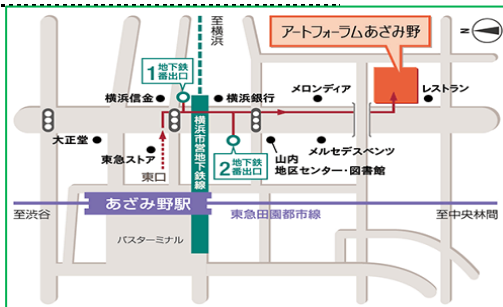 至横浜
アートフォーラムあざみ野
N
1 地下鉄
番出口
横浜信金
横浜銀行
メロンディア
レストラン
大正堂
東急ストア
東口
横浜市営地下鉄線
2 地下鉄
番出口
山内
地区センター・図書館
メルセデスベンツ
あざみ野駅
至渋谷
東急田園都市線
至中央林間
バスターミナル